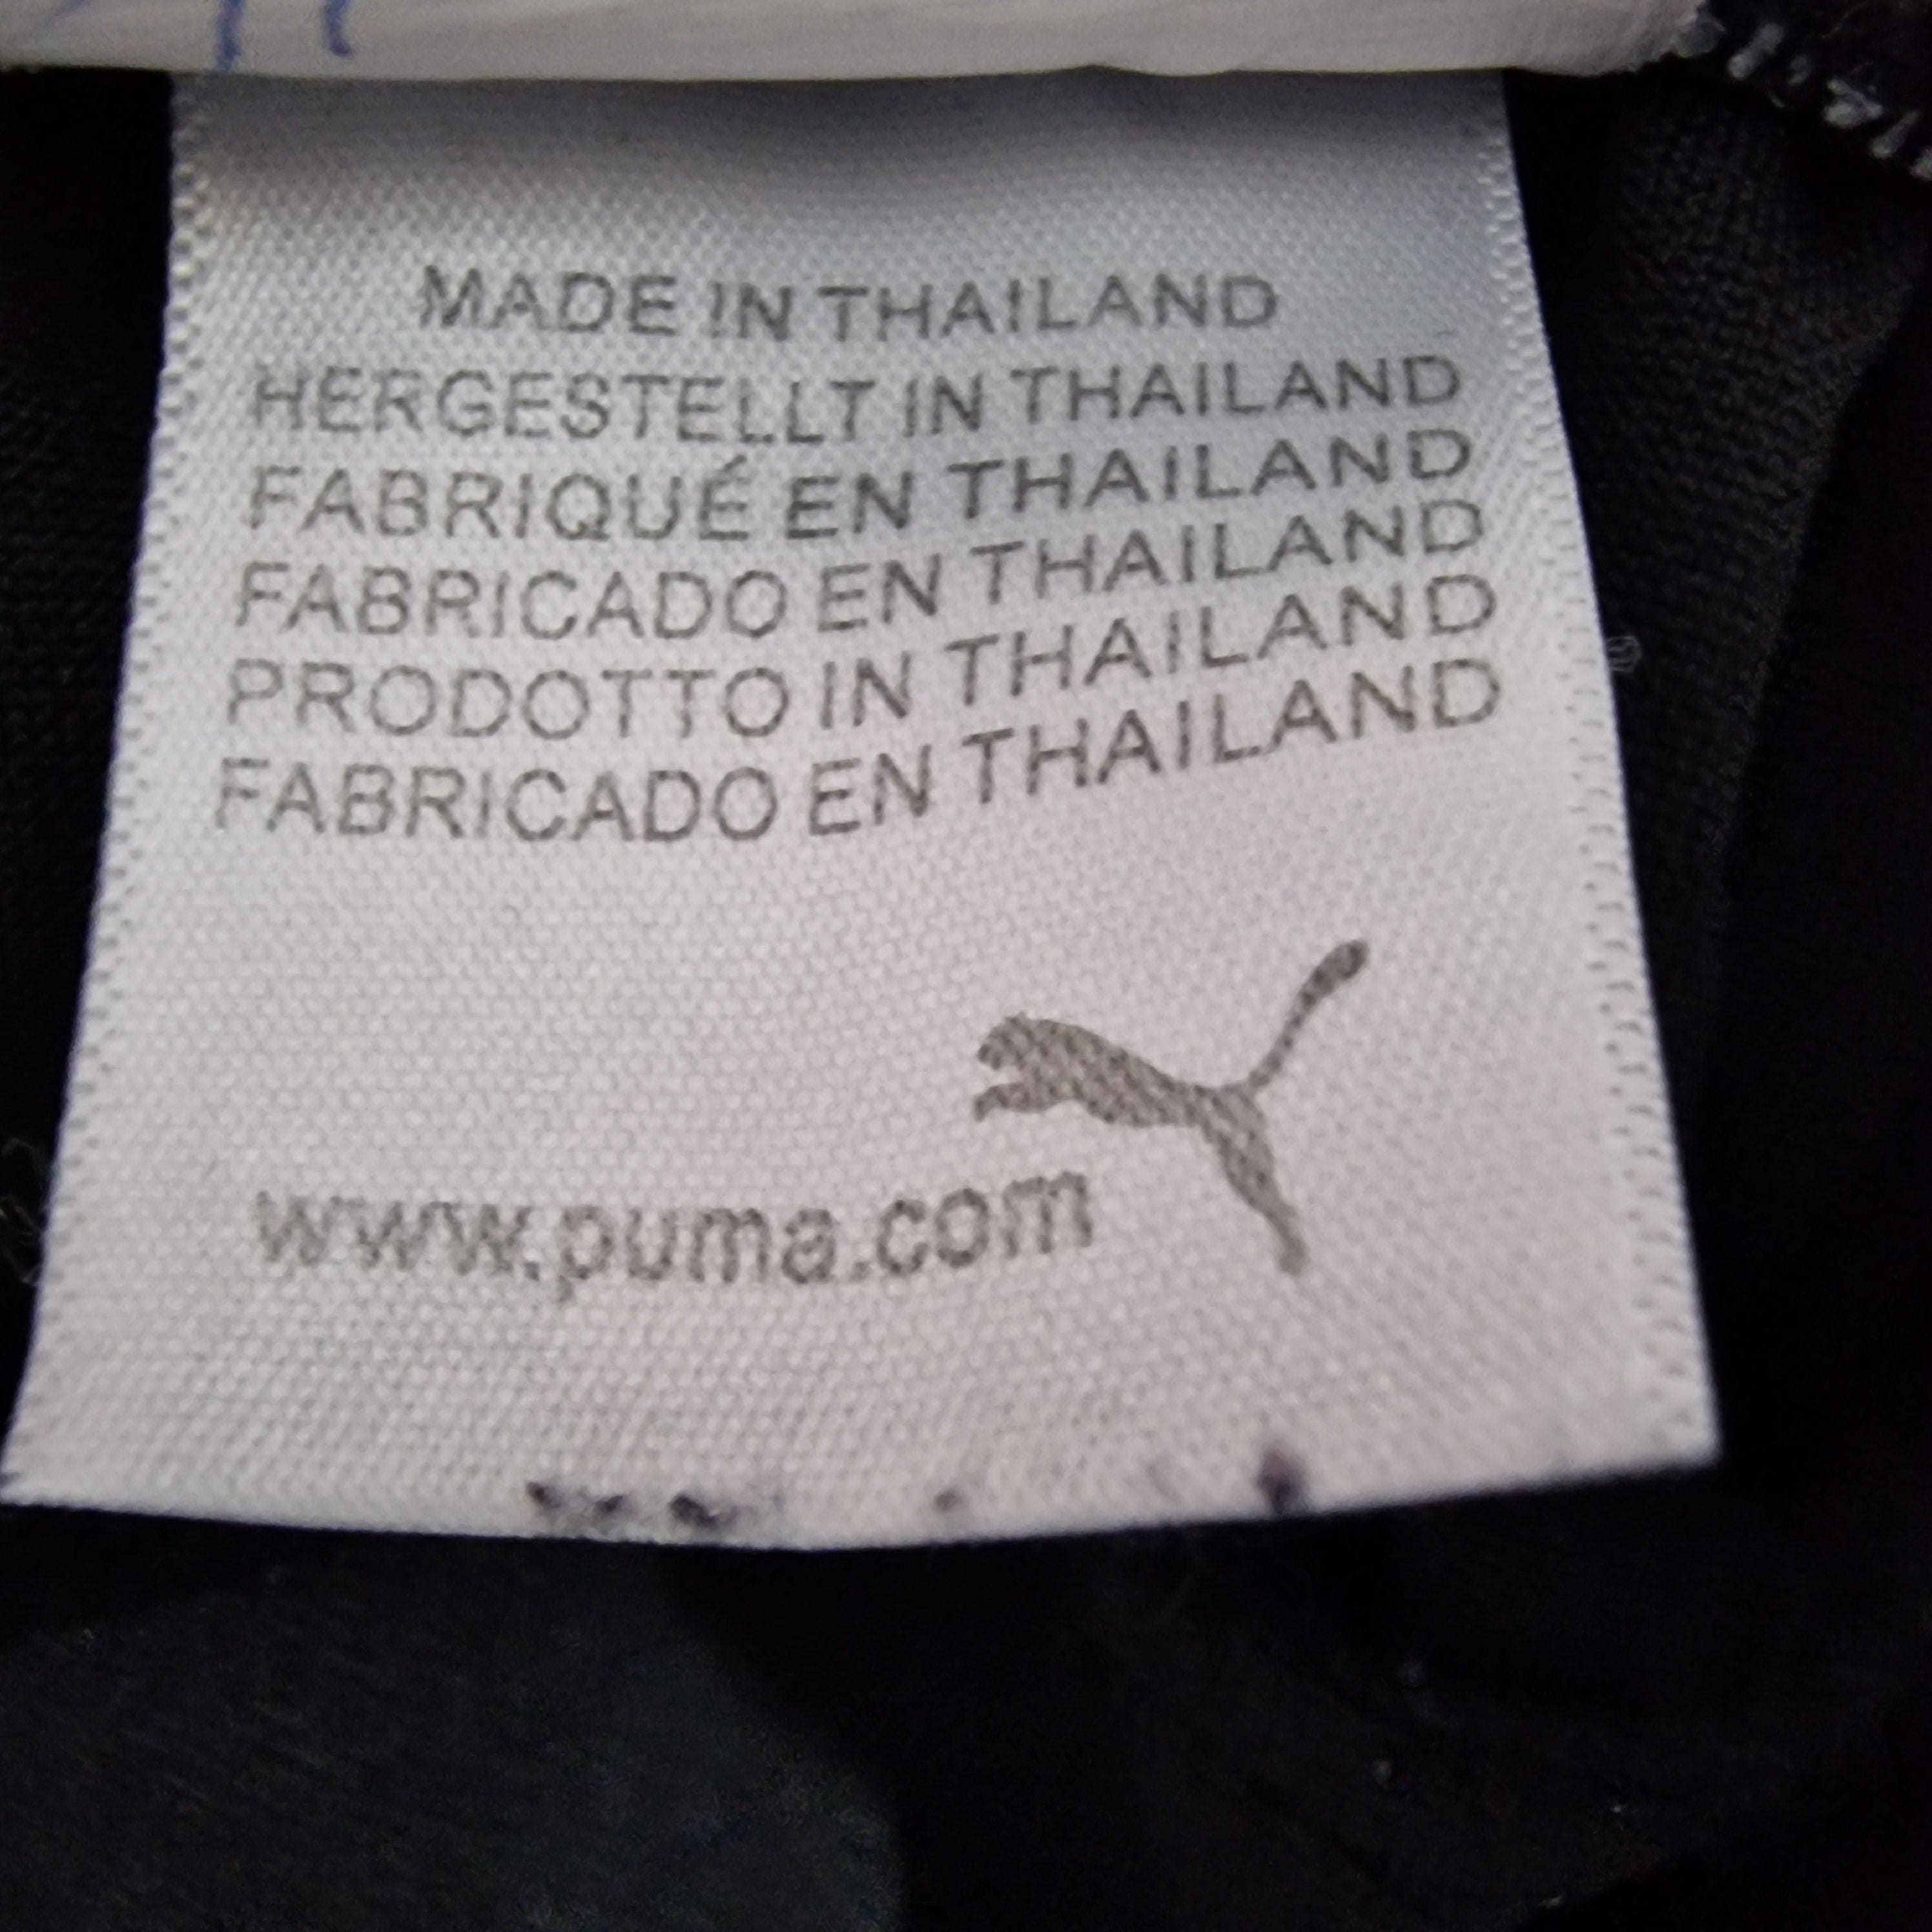 MADE IN THAILAND
HERGESTELLT IN THAILAND
FABRIQUÉ EN THAILAND
FABRICADO EN THAILAND
PRODOTTO IN THAILAND
FABRICADO EN THAILAND
www.puma.com